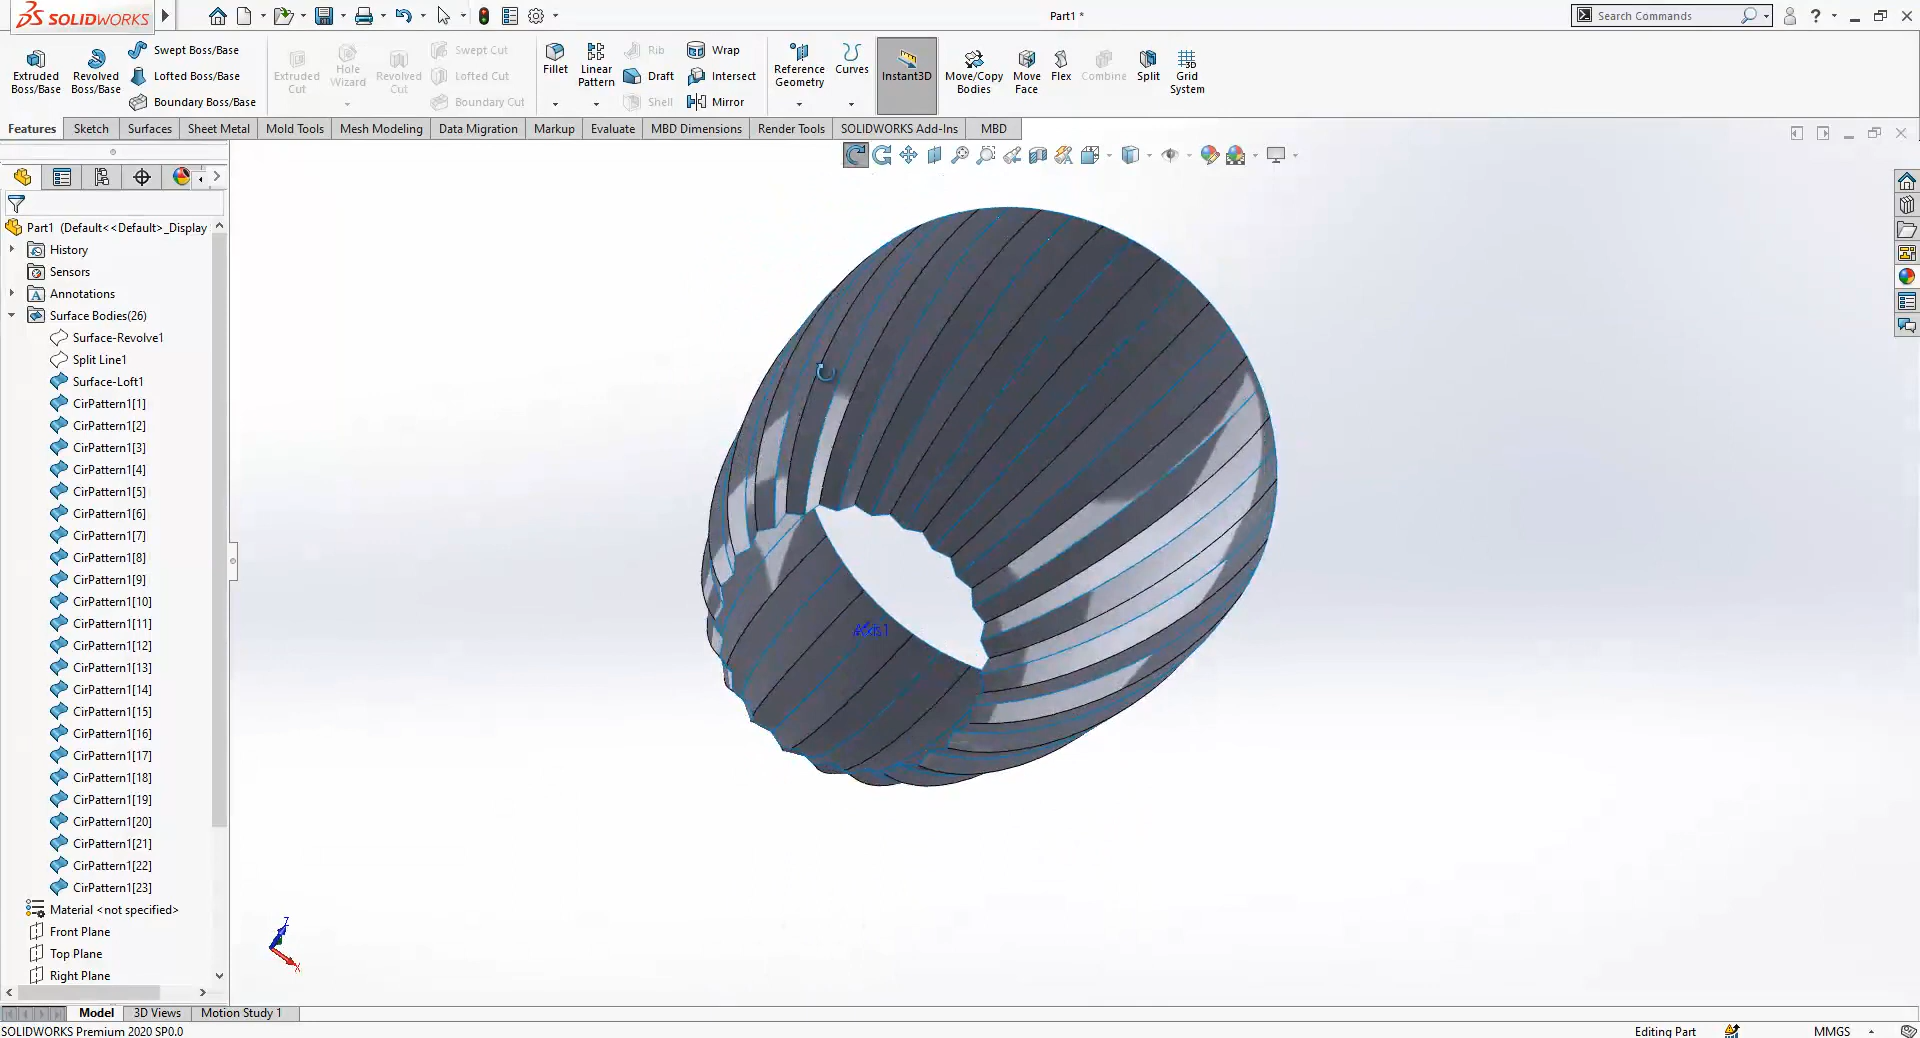 SOLIDWORKS
Part1 *
Search Commands
Extruded Boss/Base
Revolved Boss/Base
Swept Boss/Base
Lofted Boss/Base
Boundary Boss/Base
Extruded Cut
Hole Wizard
Revolved Cut
Swept Cut
Lofted Cut
Boundary Cut
Fillet
Linear Pattern
Rib
Draft
Shell
Wrap
Intersect
Mirror
Reference Geometry
Curves
Instant3D
Move/Copy Bodies
Move Face
Flex
Combine
Split
Grid System
Features
Sketch
Surfaces
Sheet Metal
Mold Tools
Mesh Modeling
Data Migration
Markup
Evaluate
MBD Dimensions
Render Tools
SOLIDWORKS Add-Ins
MBD
Part1 (Default<<Default>_Display
History
Sensors
Annotations
Surface Bodies(26)
Surface-Revolve1
Split Line1
Surface-Loft1
CirPattern1[1]
CirPattern1[2]
CirPattern1[3]
CirPattern1[4]
CirPattern1[5]
CirPattern1[6]
CirPattern1[7]
CirPattern1[8]
CirPattern1[9]
CirPattern1[10]
CirPattern1[11]
CirPattern1[12]
CirPattern1[13]
CirPattern1[14]
CirPattern1[15]
CirPattern1[16]
CirPattern1[17]
CirPattern1[18]
CirPattern1[19]
CirPattern1[20]
CirPattern1[21]
CirPattern1[22]
CirPattern1[23]
Material <not specified>
Front Plane
Top Plane
Right Plane
Axis1
Z
X
Model
3D Views
Motion Study 1
SOLIDWORKS Premium 2020 SP0.0
Editing Part
MMGS